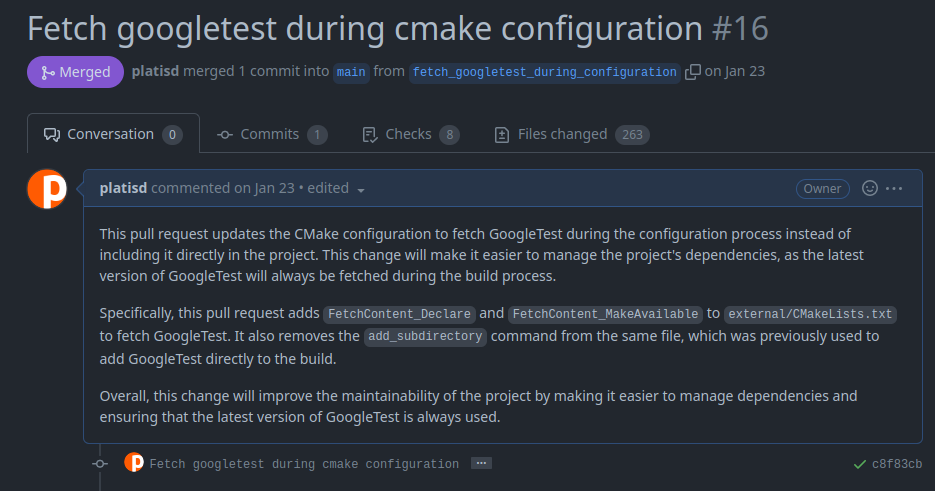 Fetch googletest during cmake configuration #16
Merged platisd merged 1 commit into main from fetch_googletest_during_configuration on Jan 23
Conversation 0 Commits 1 Checks 8 Files changed 263
platisd commented on Jan 23 • edited Owner ...
This pull request updates the CMake configuration to fetch GoogleTest during the configuration process instead of
including it directly in the project. This change will make it easier to manage the project's dependencies, as the latest
version of GoogleTest will always be fetched during the build process.
Specifically, this pull request adds FetchContent_Declare and FetchContent_MakeAvailable to external/CMakeLists.txt
to fetch GoogleTest. It also removes the add_subdirectory command from the same file, which was previously used to
add GoogleTest directly to the build.
Overall, this change will improve the maintainability of the project by making it easier to manage dependencies and
ensuring that the latest version of GoogleTest is always used.
Fetch googletest during cmake configuration ... c8f83cb